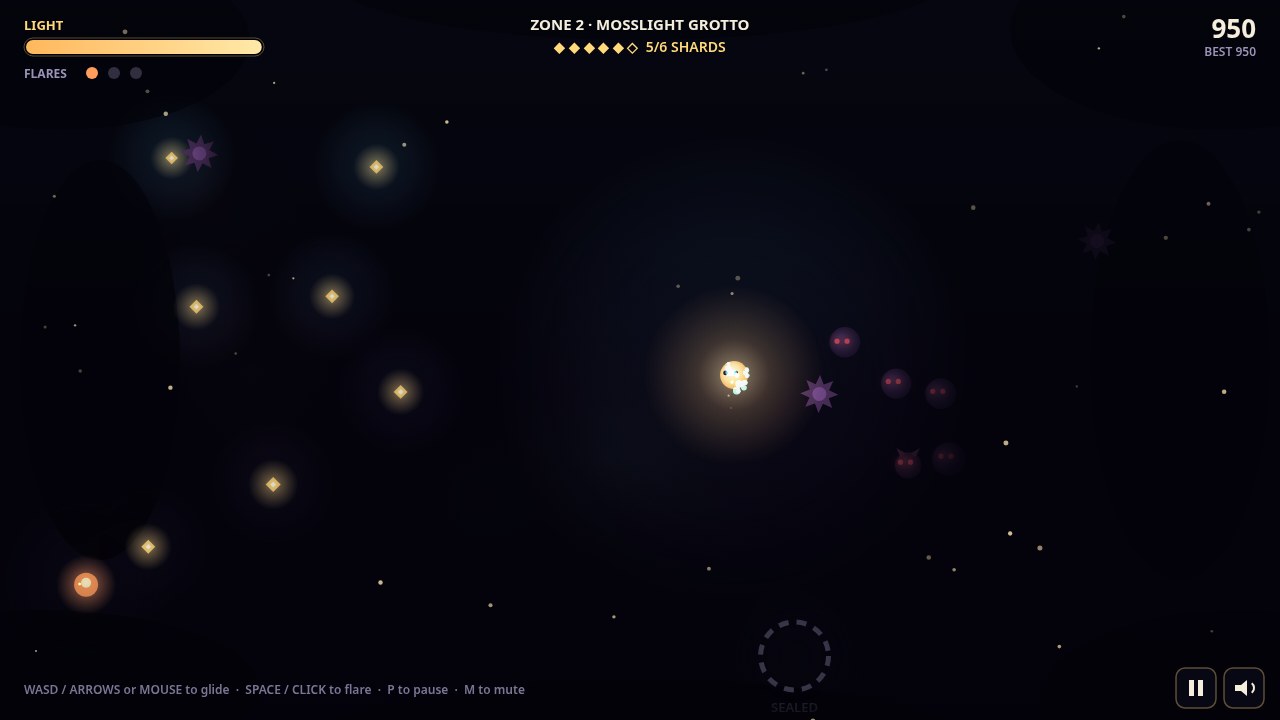 LIGHT
FLARES
ZONE 2 · MOSSLIGHT GROTTO
5/6 SHARDS
950
BEST 950
SEALED
WASD / ARROWS or MOUSE to glide · SPACE / CLICK to flare · P to pause · M to mute